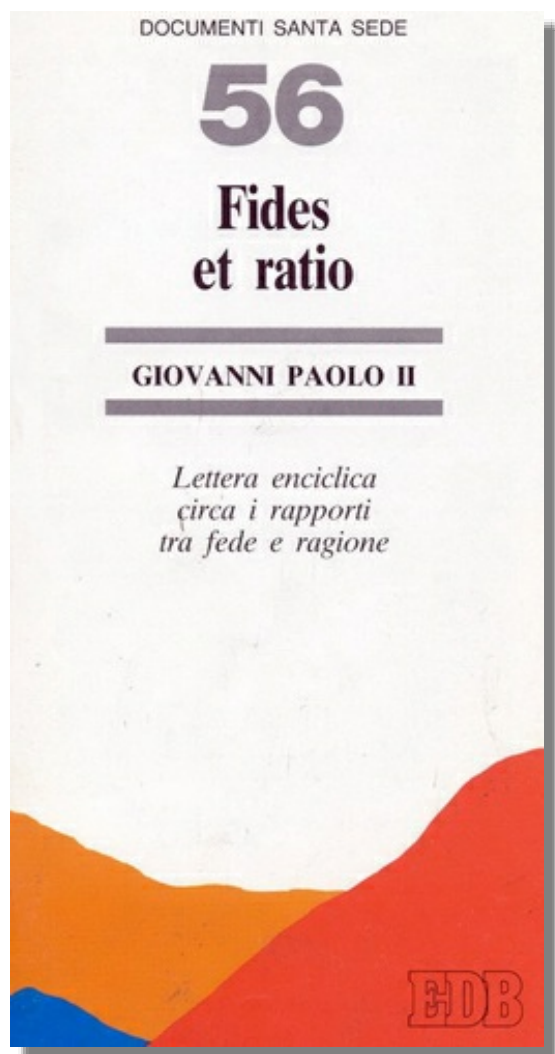 DOCUMENTI SANTA SEDE
56
Fides
et ratio
GIOVANNI PAOLO II
Lettera enciclica
circa i rapporti
tra fede e ragione
EDB